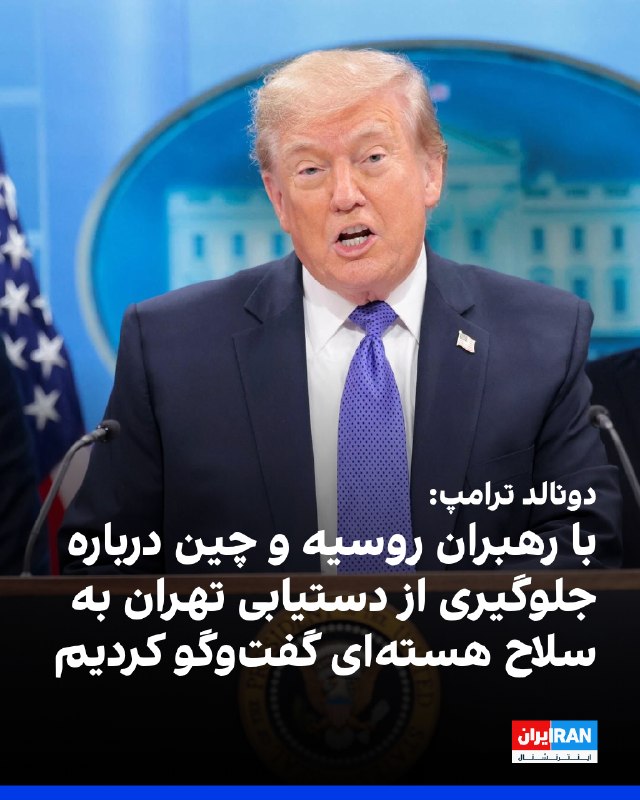 دونالد ترامپ:
با رهبران روسیه و چین درباره
جلوگیری از دستیابی تهران به
سلاح هسته‌ای گفت‌وگو کردیم
ایران IRAN
اینترنشنال